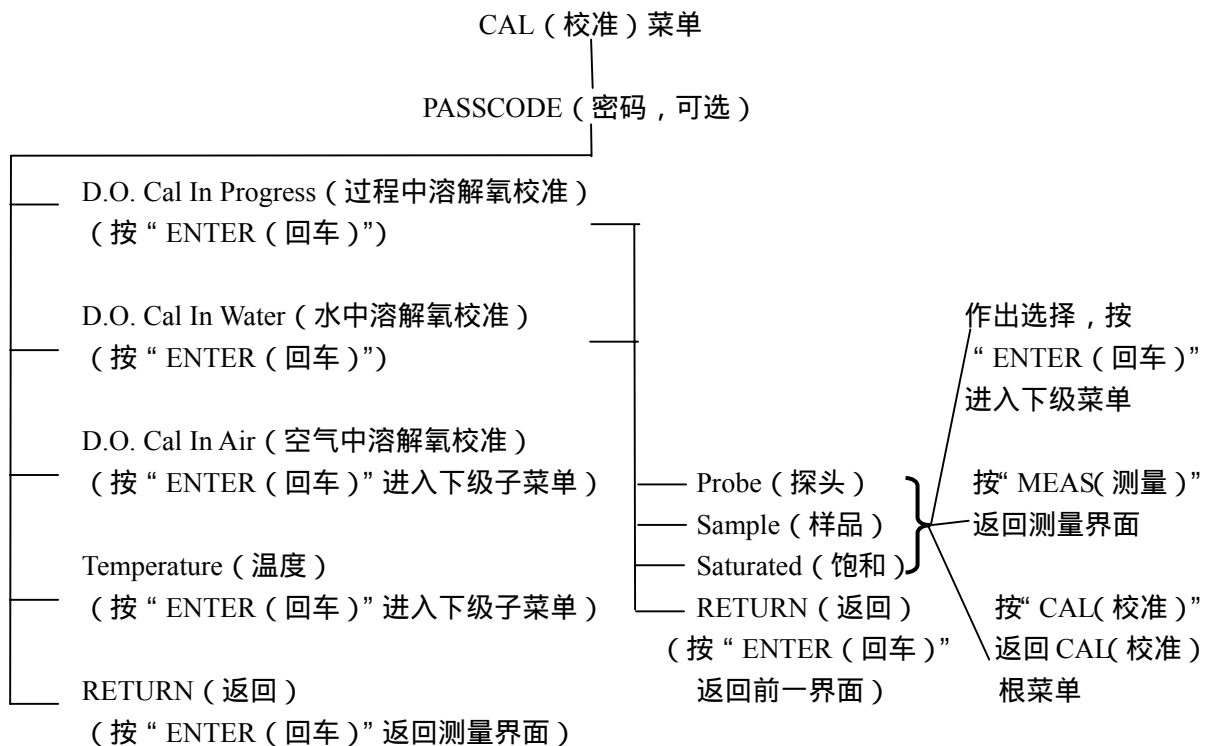 CAL（校准）菜单
PASSCODE（密码，可选）
D.O. Cal In Progress（过程中溶解氧校准）
（按“ENTER（回车）”）
D.O. Cal In Water（水中溶解氧校准）
（按“ENTER（回车）”）
D.O. Cal In Air（空气中溶解氧校准）
（按“ENTER（回车）”进入下级子菜单）
Temperature（温度）
（按“ENTER（回车）”进入下级子菜单）
RETURN（返回）
（按“ENTER（回车）”返回测量界面）
Probe（探头）
Sample（样品）
Saturated（饱和）
RETURN（返回）
（按“ENTER（回车）”
返回前一界面）
作出选择，按
“ENTER（回车）”
进入下级菜单
按“MEAS(测量)”
返回测量界面
按“CAL(校准)”
返回CAL(校准)
根菜单